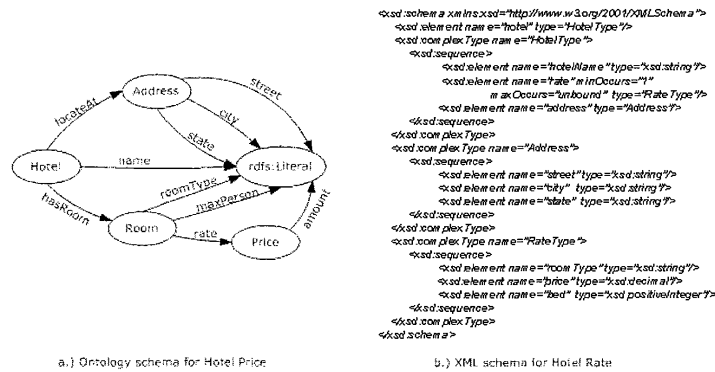 street
Address
locateAt
city
state
Hotel
name
rdfs:Literal
roomType
maxPerson
hasRoom
Room
rate
Price
amount
a.) Ontology schema for Hotel Price
<xsd:schema xmlns:xsd="http://www.w3.org/2001/XMLSchema">
<xsd:element name="hotel" type="HotelType"/>
<xsd:complexType name="HotelType">
<xsd:sequence>
<xsd:element name="hotelName" type="xsd:string"/>
<xsd:element name="rate" minOccurs="1"
maxOccurs="unbound" type="RateType"/>
<xsd:element name="address" type="Address"/>
</xsd:sequence>
</xsd:complexType>
<xsd:complexType name="Address">
<xsd:sequence>
<xsd:element name="street" type="xsd:string"/>
<xsd:element name="city" type="xsd:string"/>
<xsd:element name="state" type="xsd:string"/>
</xsd:sequence>
</xsd:complexType>
<xsd:complexType name="RateType">
<xsd:sequence>
<xsd:element name="roomType" type="xsd:string"/>
<xsd:element name="price" type="xsd:decimal"/>
<xsd:element name="bed" type="xsd:positiveInteger"/>
</xsd:sequence>
</xsd:complexType>
</xsd:schema>
b.) XML schema for Hotel Rate